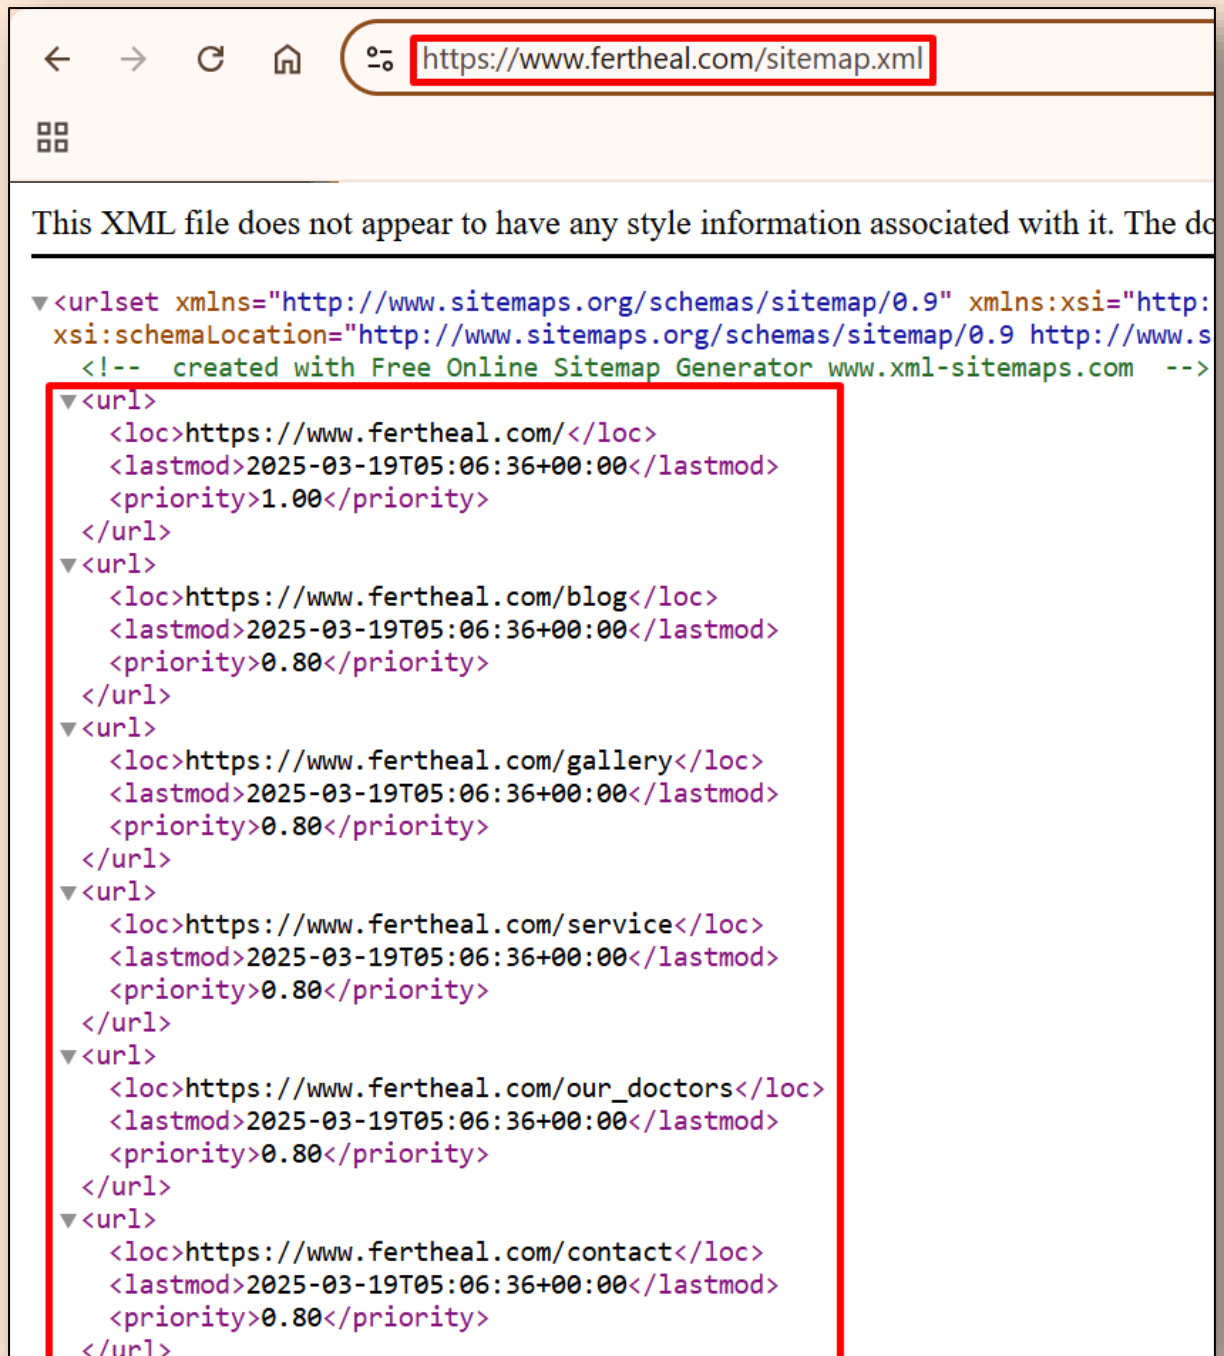 https://www.fertheal.com/sitemap.xml
This XML file does not appear to have any style information associated with it. The do
<urlset xmlns="http://www.sitemaps.org/schemas/sitemap/0.9" xmlns:xsi="http:
xsi:schemaLocation="http://www.sitemaps.org/schemas/sitemap/0.9 http://www.s
<!-- created with Free Online Sitemap Generator www.xml-sitemaps.com -->
<url>
<loc>https://www.fertheal.com/</loc>
<lastmod>2025-03-19T05:06:36+00:00</lastmod>
<priority>1.00</priority>
</url>
<url>
<loc>https://www.fertheal.com/blog</loc>
<lastmod>2025-03-19T05:06:36+00:00</lastmod>
<priority>0.80</priority>
</url>
<url>
<loc>https://www.fertheal.com/gallery</loc>
<lastmod>2025-03-19T05:06:36+00:00</lastmod>
<priority>0.80</priority>
</url>
<url>
<loc>https://www.fertheal.com/service</loc>
<lastmod>2025-03-19T05:06:36+00:00</lastmod>
<priority>0.80</priority>
</url>
<url>
<loc>https://www.fertheal.com/our_doctors</loc>
<lastmod>2025-03-19T05:06:36+00:00</lastmod>
<priority>0.80</priority>
</url>
<url>
<loc>https://www.fertheal.com/contact</loc>
<lastmod>2025-03-19T05:06:36+00:00</lastmod>
<priority>0.80</priority>
</url>